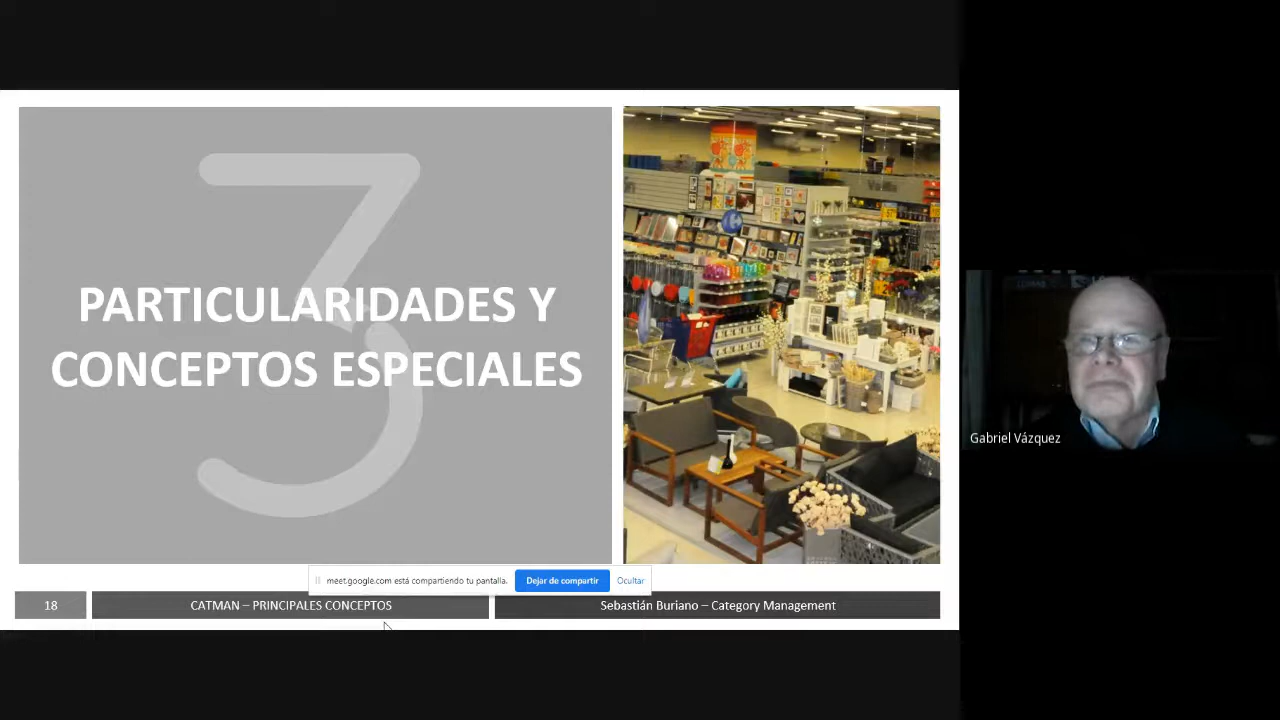 3
PARTICULARIDADES Y
CONCEPTOS ESPECIALES
meet.google.com está compartiendo tu pantalla.
Dejar de compartir
Ocultar
18
CATMAN – PRINCIPALES CONCEPTOS
Sebastián Buriano – Category Management
Gabriel Vázquez